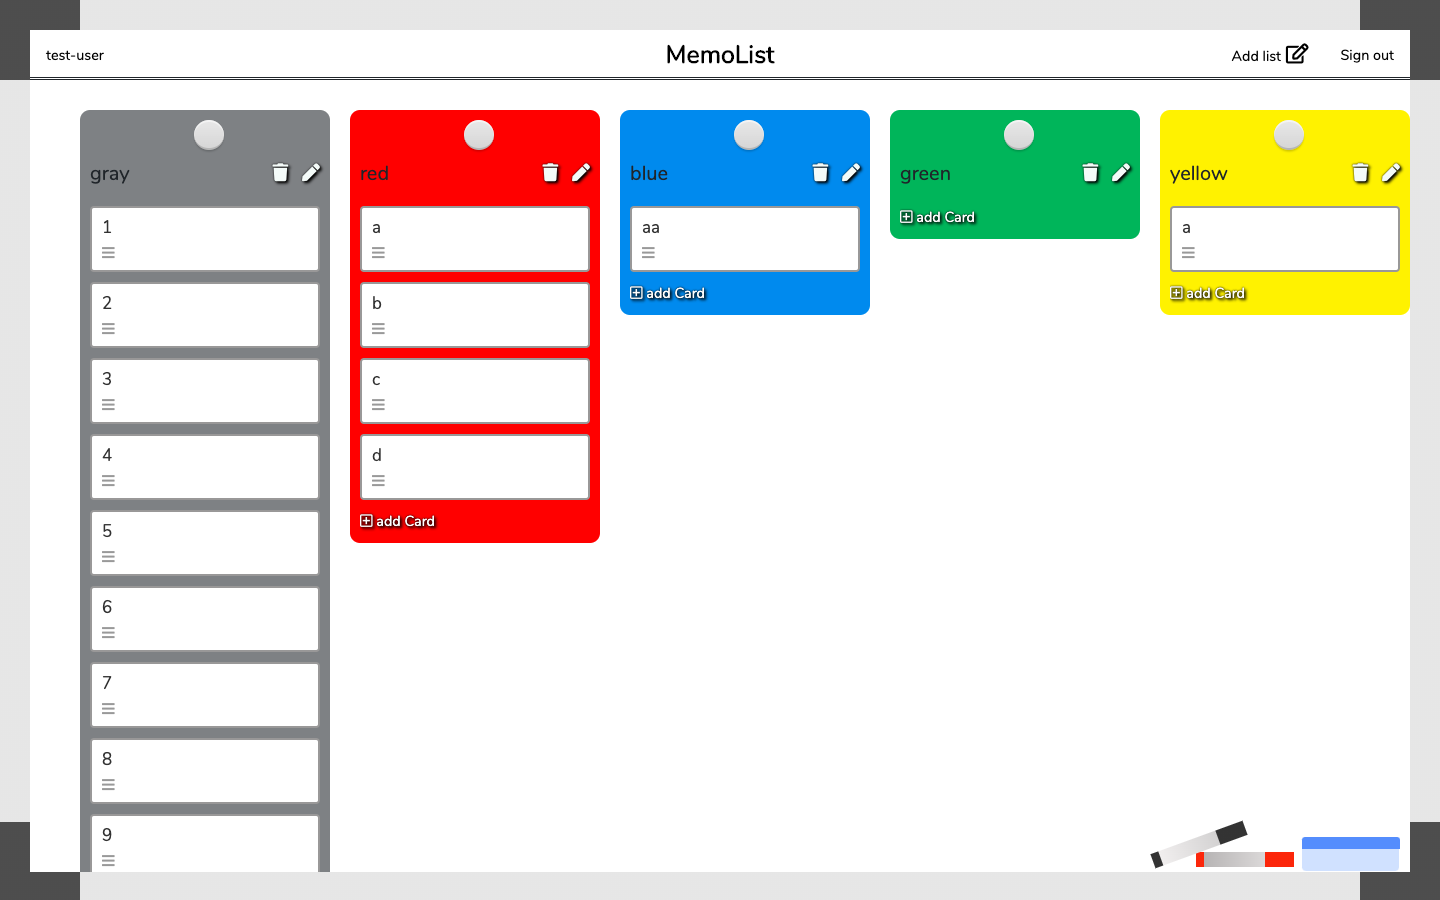 test-user
MemoList
Add list
Sign out
gray
1
2
3
4
5
6
7
8
9
red
a
b
c
d
add Card
blue
aa
add Card
green
add Card
yellow
a
add Card